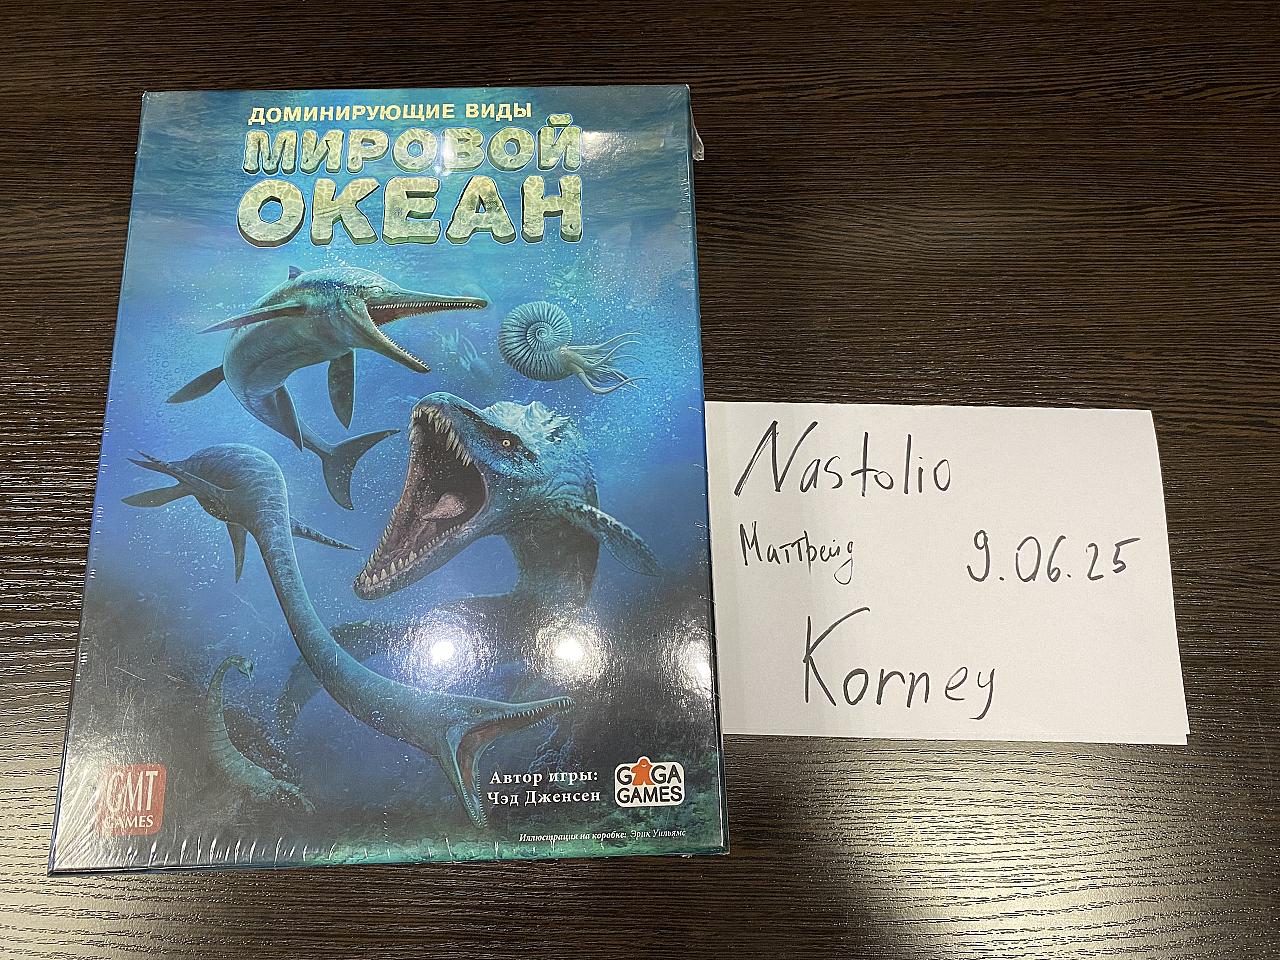 ДОМИНИРУЮЩИЕ ВИДЫ
МИРОВОЙ
ОКЕАН
GMT
GAMES
Автор игры:
Чэд Дженсен
GAGA
GAMES
Иллюстрация на коробке: Эрик Уильямс
Nastolio
Матрейд
9.06.25
Korney